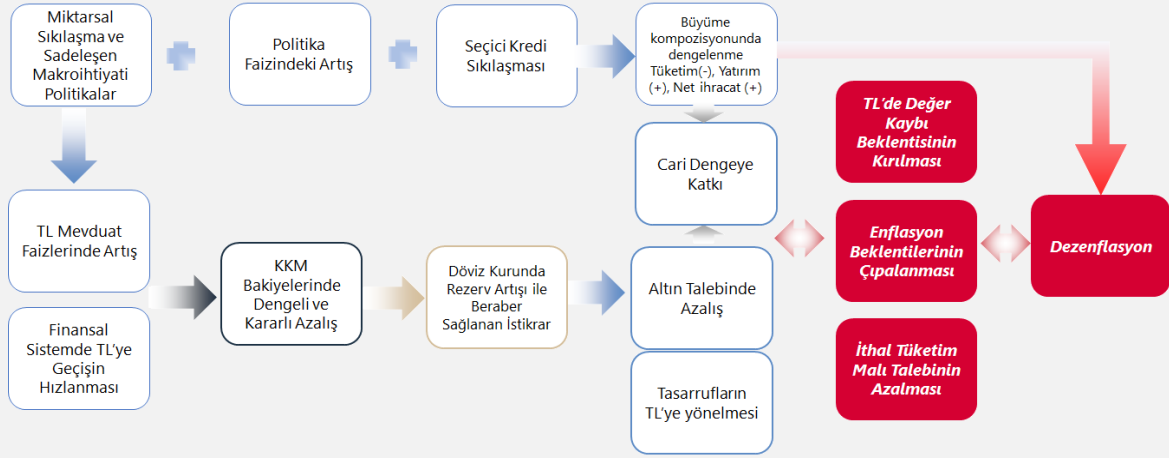 Miktarsal
Sıkılaşma ve
Sadeleşen
Makroihtiyati
Politikalar
Politika
Faizindeki Artış
Seçici Kredi
Sıkılaşması
Büyüme
kompozisyonunda
dengelenme
Tüketim(-), Yatırım
(+), Net ihracat (+)
TL Mevduat
Faizlerinde Artış
Finansal
Sistemde TL'ye
Geçişin
Hızlanması
KKM
Bakiyelerinde
Dengeli ve
Kararlı Azalış
Döviz Kurunda
Rezerv Artışı ile
Beraber
Sağlanan İstikrar
Cari Dengeye
Katkı
Altın Talebinde
Azalış
Tasarrufların
TL'ye yönelmesi
TL'de Değer
Kaybı
Beklentisinin
Kırılması
Enflasyon
Beklentilerinin
Çıpalanması
İthal Tüketim
Malı Talebinin
Azalması
Dezenflasyon